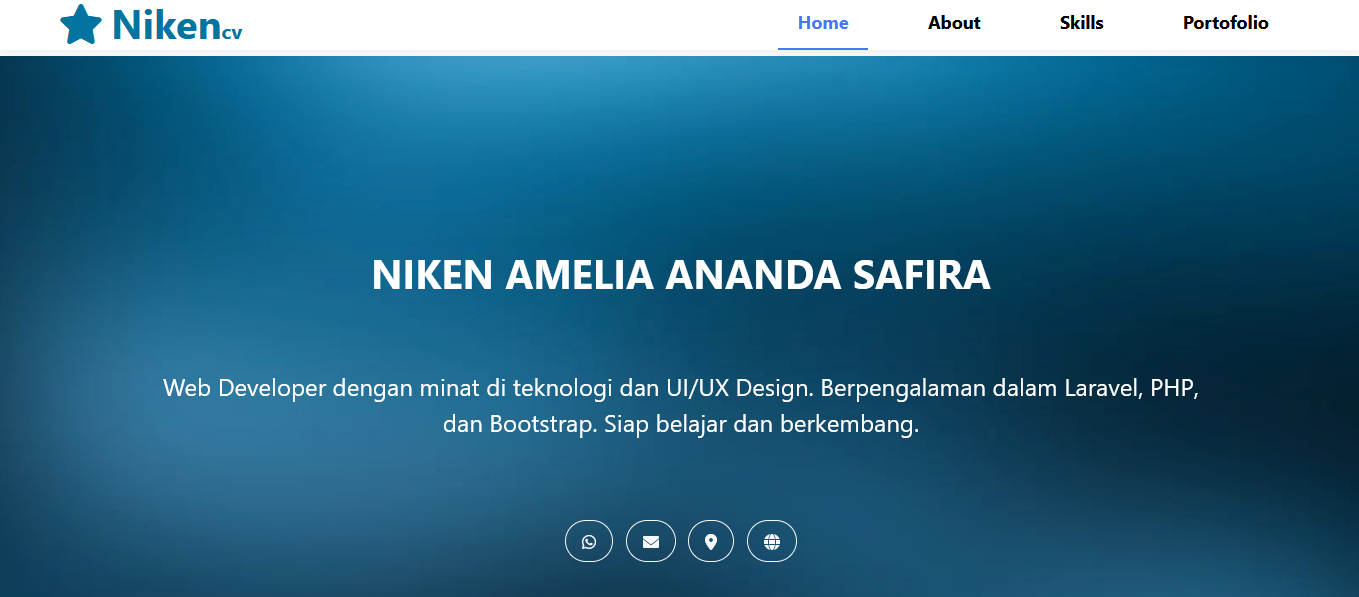 Nikencv
Home
About
Skills
Portofolio
NIKEN AMELIA ANANDA SAFIRA
Web Developer dengan minat di teknologi dan UI/UX Design. Berpengalaman dalam Laravel, PHP,
dan Bootstrap. Siap belajar dan berkembang.